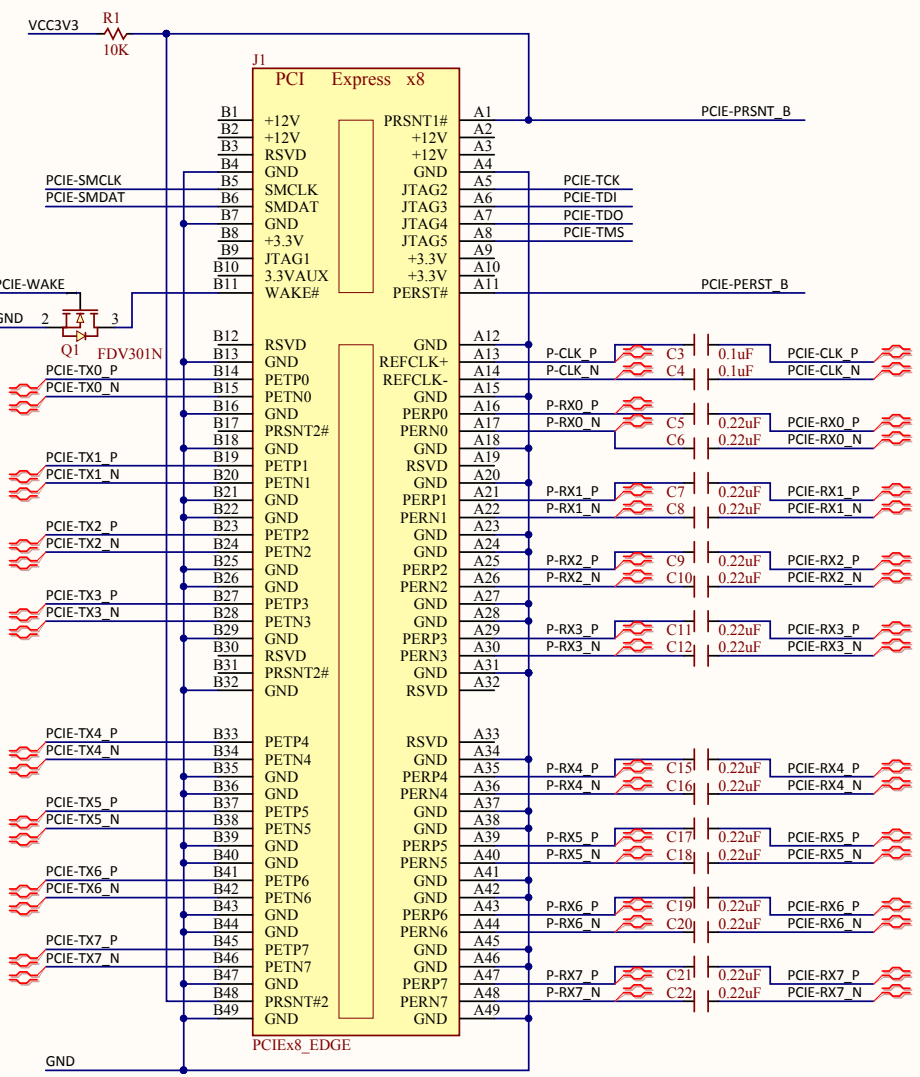 VCC3V3 R1
10K
J1
PCI Express x8
B1 +12V PRSNT1# A1 PCIE-PRSNT_B
B2 +12V +12V A2
B3 RSVD +12V A3
B4 GND GND A4
PCIE-SMCLK B5 SMCLK JTAG2 A5 PCIE-TCK
PCIE-SMDAT B6 SMDAT JTAG3 A6 PCIE-TDI
B7 GND JTAG4 A7 PCIE-TDO
B8 +3.3V JTAG5 A8 PCIE-TMS
B9 JTAG1 +3.3V A9
B10 3.3VAUX +3.3V A10
PCIE-WAKE B11 WAKE# PERST# A11 PCIE-PERST_B
GND 2 3
Q1 FDV301N
B12 RSVD GND A12
B13 GND REFCLK+ A13 P-CLK_P C3 0.1uF PCIE-CLK_P
PCIE-TX0_P B14 PETP0 REFCLK- A14 P-CLK_N C4 0.1uF PCIE-CLK_N
PCIE-TX0_N B15 PETN0 GND A15
B16 GND PERP0 A16 P-RX0_P C5 0.22uF PCIE-RX0_P
B17 PRSNT2# PERN0 A17 P-RX0_N C6 0.22uF PCIE-RX0_N
B18 GND GND A18
PCIE-TX1_P B19 PETP1 RSVD A19
PCIE-TX1_N B20 PETN1 GND A20
B21 GND PERP1 A21 P-RX1_P C7 0.22uF PCIE-RX1_P
B22 GND PERN1 A22 P-RX1_N C8 0.22uF PCIE-RX1_N
PCIE-TX2_P B23 PETP2 GND A23
PCIE-TX2_N B24 PETN2 GND A24
B25 GND PERP2 A25 P-RX2_P C9 0.22uF PCIE-RX2_P
B26 GND PERN2 A26 P-RX2_N C10 0.22uF PCIE-RX2_N
PCIE-TX3_P B27 PETP3 GND A27
PCIE-TX3_N B28 PETN3 GND A28
B29 GND PERP3 A29 P-RX3_P C11 0.22uF PCIE-RX3_P
B30 RSVD PERN3 A30 P-RX3_N C12 0.22uF PCIE-RX3_N
B31 PRSNT2# GND A31
B32 GND RSVD A32
PCIE-TX4_P B33 PETP4 RSVD A33
PCIE-TX4_N B34 PETN4 GND A34
B35 GND PERP4 A35 P-RX4_P C15 0.22uF PCIE-RX4_P
B36 GND PERN4 A36 P-RX4_N C16 0.22uF PCIE-RX4_N
PCIE-TX5_P B37 PETP5 GND A37
PCIE-TX5_N B38 PETN5 GND A38
B39 GND PERP5 A39 P-RX5_P C17 0.22uF PCIE-RX5_P
B40 GND PERN5 A40 P-RX5_N C18 0.22uF PCIE-RX5_N
PCIE-TX6_P B41 PETP6 GND A41
PCIE-TX6_N B42 PETN6 GND A42
B43 GND PERP6 A43 P-RX6_P C19 0.22uF PCIE-RX6_P
B44 GND PERN6 A44 P-RX6_N C20 0.22uF PCIE-RX6_N
PCIE-TX7_P B45 PETP7 GND A45
PCIE-TX7_N B46 PETN7 GND A46
B47 GND PERP7 A47 P-RX7_P C21 0.22uF PCIE-RX7_P
B48 PRSNT#2 PERN7 A48 P-RX7_N C22 0.22uF PCIE-RX7_N
B49 GND GND A49
PCIEx8_EDGE
GND